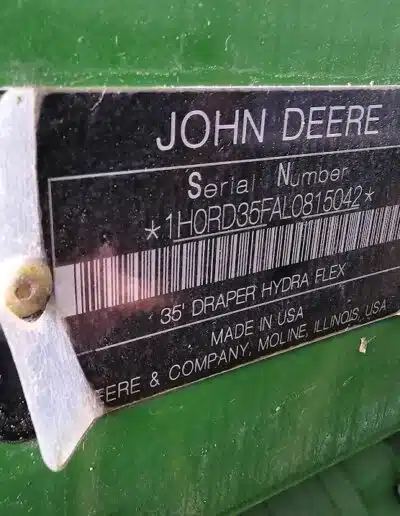 JOHN DEERE
Serial Number
*1H0RD35FAL0815042*
35' DRAPER HYDRA FLEX
MADE IN USA
EERE & COMPANY, MOLINE, ILLINOIS, USA